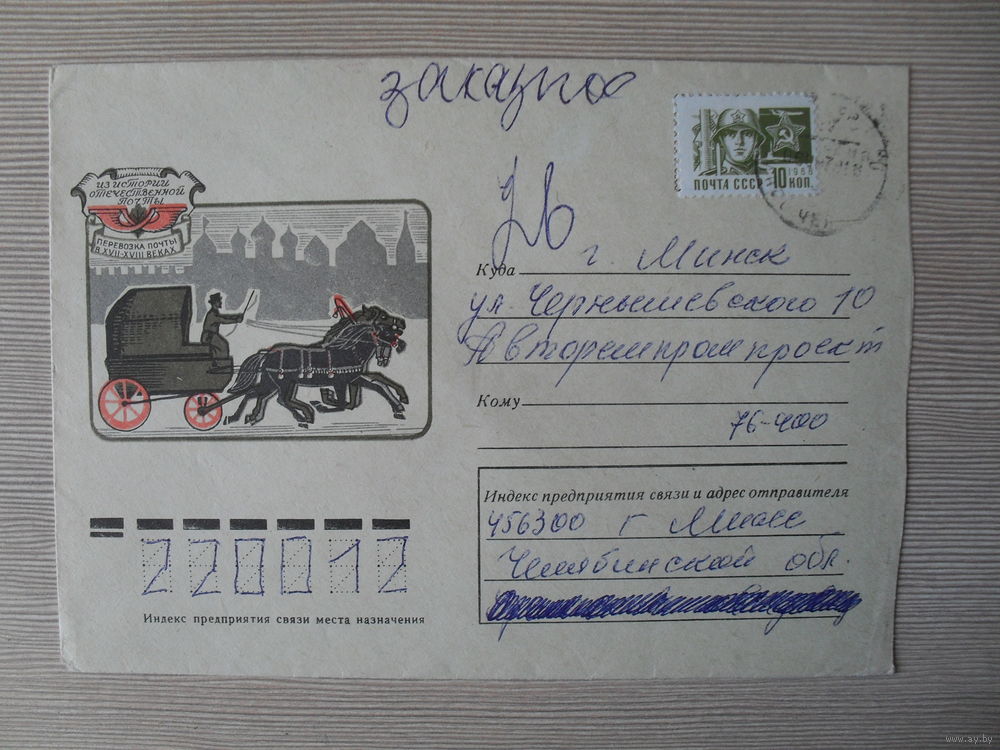 заказное
ИЗ ИСТОРИИ
ОТЕЧЕСТВЕННОЙ
ПОЧТЫ
ПЕРЕВОЗКА ПОЧТЫ
В XVII-XVIII ВЕКАХ
ПОЧТА СССР 10 КОП.
1966
Куда г. Минск
ул. Чернышевского 10
Авторемпромпроект
Кому
76-400
Индекс предприятия связи и адрес отправителя
456300 г Миасс
Челябинской обл.
220012
Индекс предприятия связи места назначения
www.ay.by